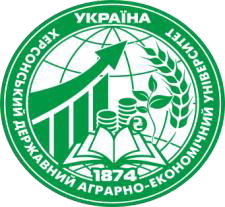 УКРАЇНА
ХЕРСОНСЬКИЙ ДЕРЖАВНИЙ АГРАРНО-ЕКОНОМІЧНИЙ УНІВЕРСИТЕТ
1874